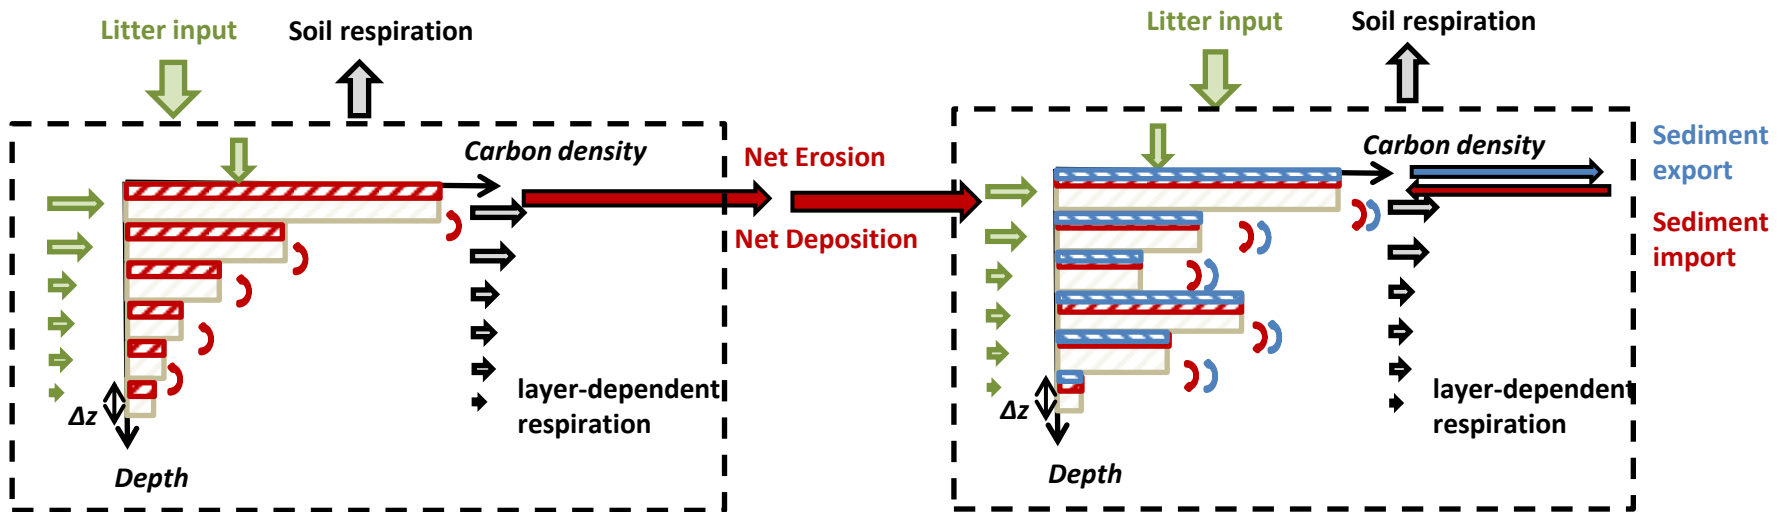 Litter input
Soil respiration
Carbon density
Net Erosion
Net Deposition
layer-dependent
respiration
Δz
Depth
Litter input
Soil respiration
Carbon density
Sediment
export
Sediment
import
layer-dependent
respiration
Δz
Depth